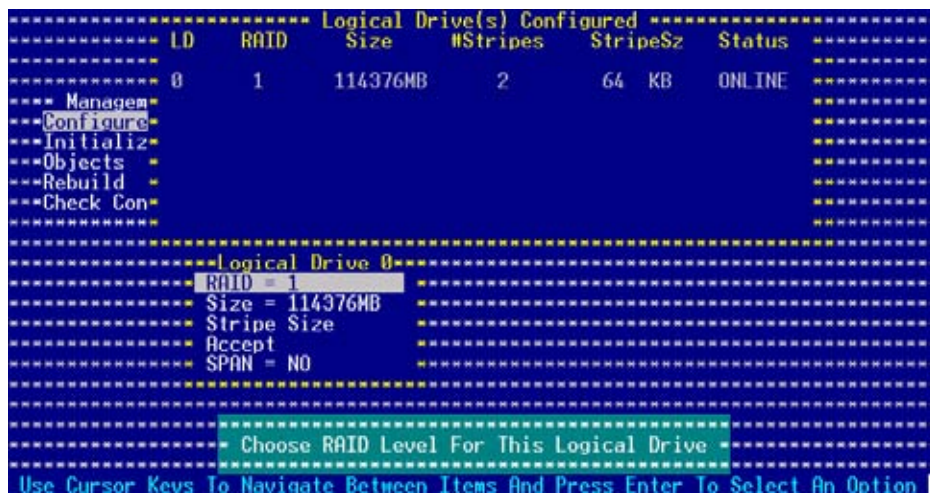 Logical Drive(s) Configured
LD RAID Size #Stripes StripeSz Status
0 1 114376MB 2 64 KB ONLINE
Managem
Configure
Initializ
Objects
Rebuild
Check Con
Logical Drive 0
RAID = 1
Size = 114376MB
Stripe Size
Accept
SPAN = NO
Choose RAID Level For This Logical Drive
Use Cursor Keys To Navigate Between Items And Press Enter To Select An Option